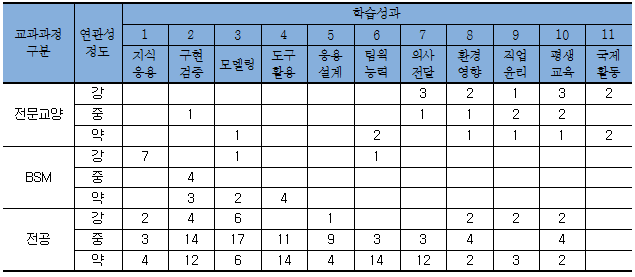 교과과정 구분 연관성 정도 학습성과
1 2 3 4 5 6 7 8 9 10 11
지식 응용 구현 검증 모델링 도구 활용 응용 설계 팀웍 능력 의사 전달 환경 영향 직업 윤리 평생 교육 국제 활동
전문교양 강 3 2 1 3 2
중 1 1 1 2 2
약 1 2 1 1 1 2
BSM 강 7 1 1
중 4
약 3 2 4
전공 강 2 4 6 1 2 2 2
중 3 14 17 11 9 3 3 4 4
약 4 12 6 14 4 14 12 2 3 2